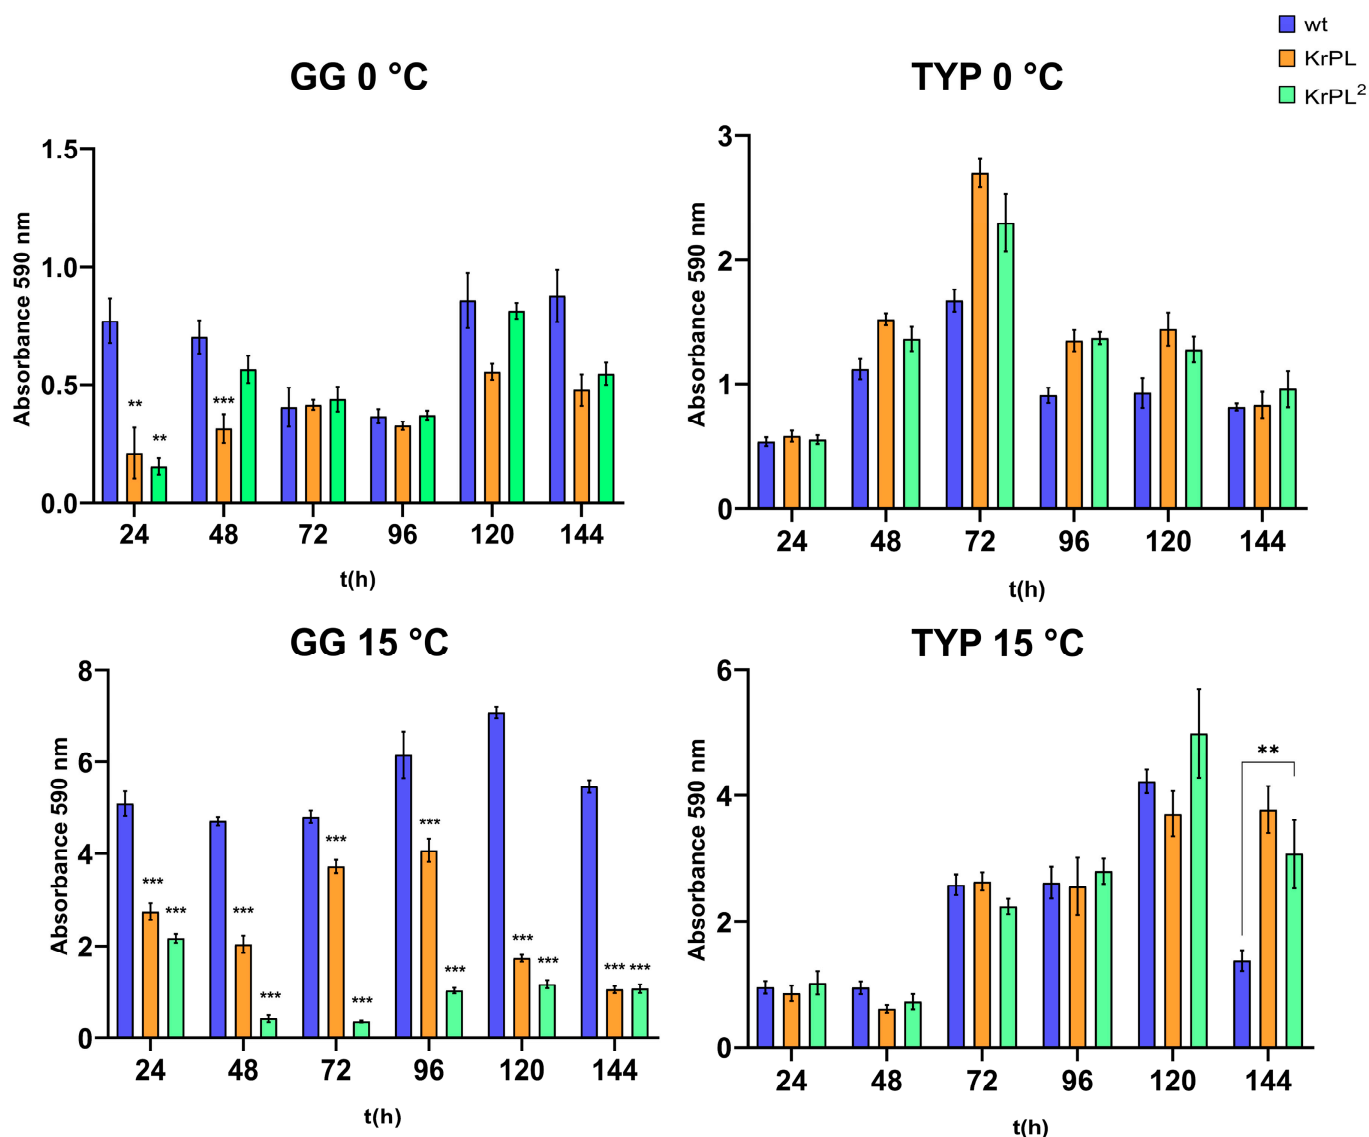 wt
KrPL
KrPL²
GG 0 °C
Absorbance 590 nm
1.5
1.0
0.5
0.0
** ** ***
24 48 72 96 120 144
t(h)
TYP 0 °C
Absorbance 590 nm
3
2
1
0
24 48 72 96 120 144
t(h)
GG 15 °C
Absorbance 590 nm
8
6
4
2
0
*** *** *** *** *** *** *** *** *** *** *** ***
24 48 72 96 120 144
t(h)
TYP 15 °C
Absorbance 590 nm
6
4
2
0
**
24 48 72 96 120 144
t(h)